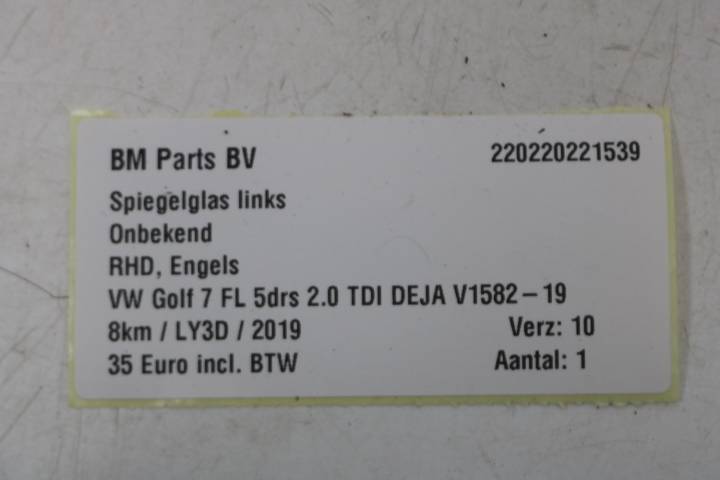 BM Parts BV 220220221539
Spiegelglas links
Onbekend
RHD, Engels
VW Golf 7 FL 5drs 2.0 TDI DEJA V1582 – 19
8km / LY3D / 2019 Verz: 10
35 Euro incl. BTW Aantal: 1